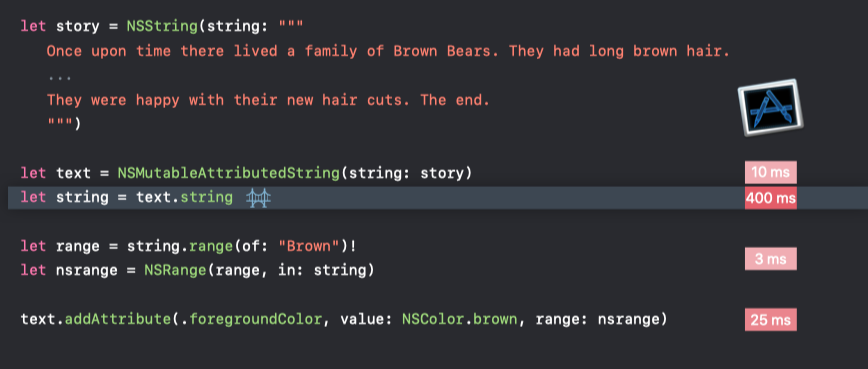 let story = NSString(string: """
Once upon time there lived a family of Brown Bears. They had long brown hair.
...
They were happy with their new hair cuts. The end.
""")
let text = NSMutableAttributedString(string: story)
10 ms
let string = text.string
400 ms
let range = string.range(of: "Brown")!
let nsrange = NSRange(range, in: string)
3 ms
text.addAttribute(.foregroundColor, value: NSColor.brown, range: nsrange)
25 ms